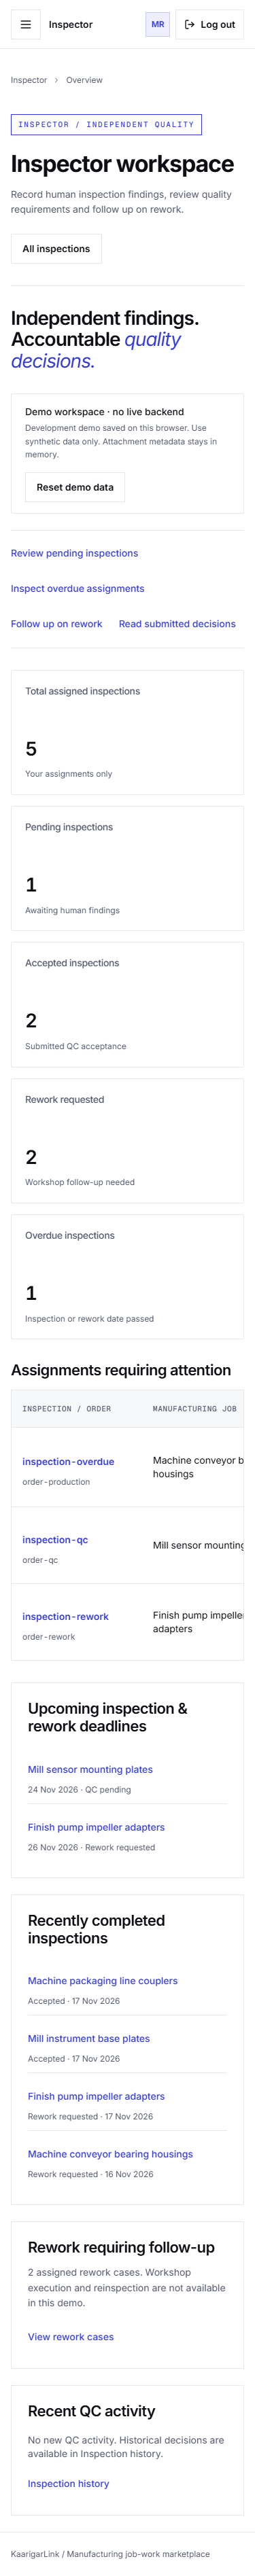 Inspector
MR
Log out
Inspector > Overview
INSPECTOR / INDEPENDENT QUALITY
Inspector workspace
Record human inspection findings, review quality
requirements and follow up on rework.
All inspections
Independent findings.
Accountable quality
decisions.
Demo workspace · no live backend
Development demo saved on this browser. Use
synthetic data only. Attachment metadata stays in
memory.
Reset demo data
Review pending inspections
Inspect overdue assignments
Follow up on rework
Read submitted decisions
Total assigned inspections
5
Your assignments only
Pending inspections
1
Awaiting human findings
Accepted inspections
2
Submitted QC acceptance
Rework requested
2
Workshop follow-up needed
Overdue inspections
1
Inspection or rework date passed
Assignments requiring attention
INSPECTION / ORDER
MANUFACTURING JOB
inspection-overdue
order-production
Machine conveyor b
housings
inspection-qc
order-qc
Mill sensor mounting
inspection-rework
order-rework
Finish pump impeller
adapters
Upcoming inspection &
rework deadlines
Mill sensor mounting plates
24 Nov 2026 · QC pending
Finish pump impeller adapters
26 Nov 2026 · Rework requested
Recently completed
inspections
Machine packaging line couplers
Accepted · 17 Nov 2026
Mill instrument base plates
Accepted · 17 Nov 2026
Finish pump impeller adapters
Rework requested · 17 Nov 2026
Machine conveyor bearing housings
Rework requested · 16 Nov 2026
Rework requiring follow-up
2 assigned rework cases. Workshop
execution and reinspection are not available
in this demo.
View rework cases
Recent QC activity
No new QC activity. Historical decisions are
available in Inspection history.
Inspection history
KaarigarLink / Manufacturing job-work marketplace